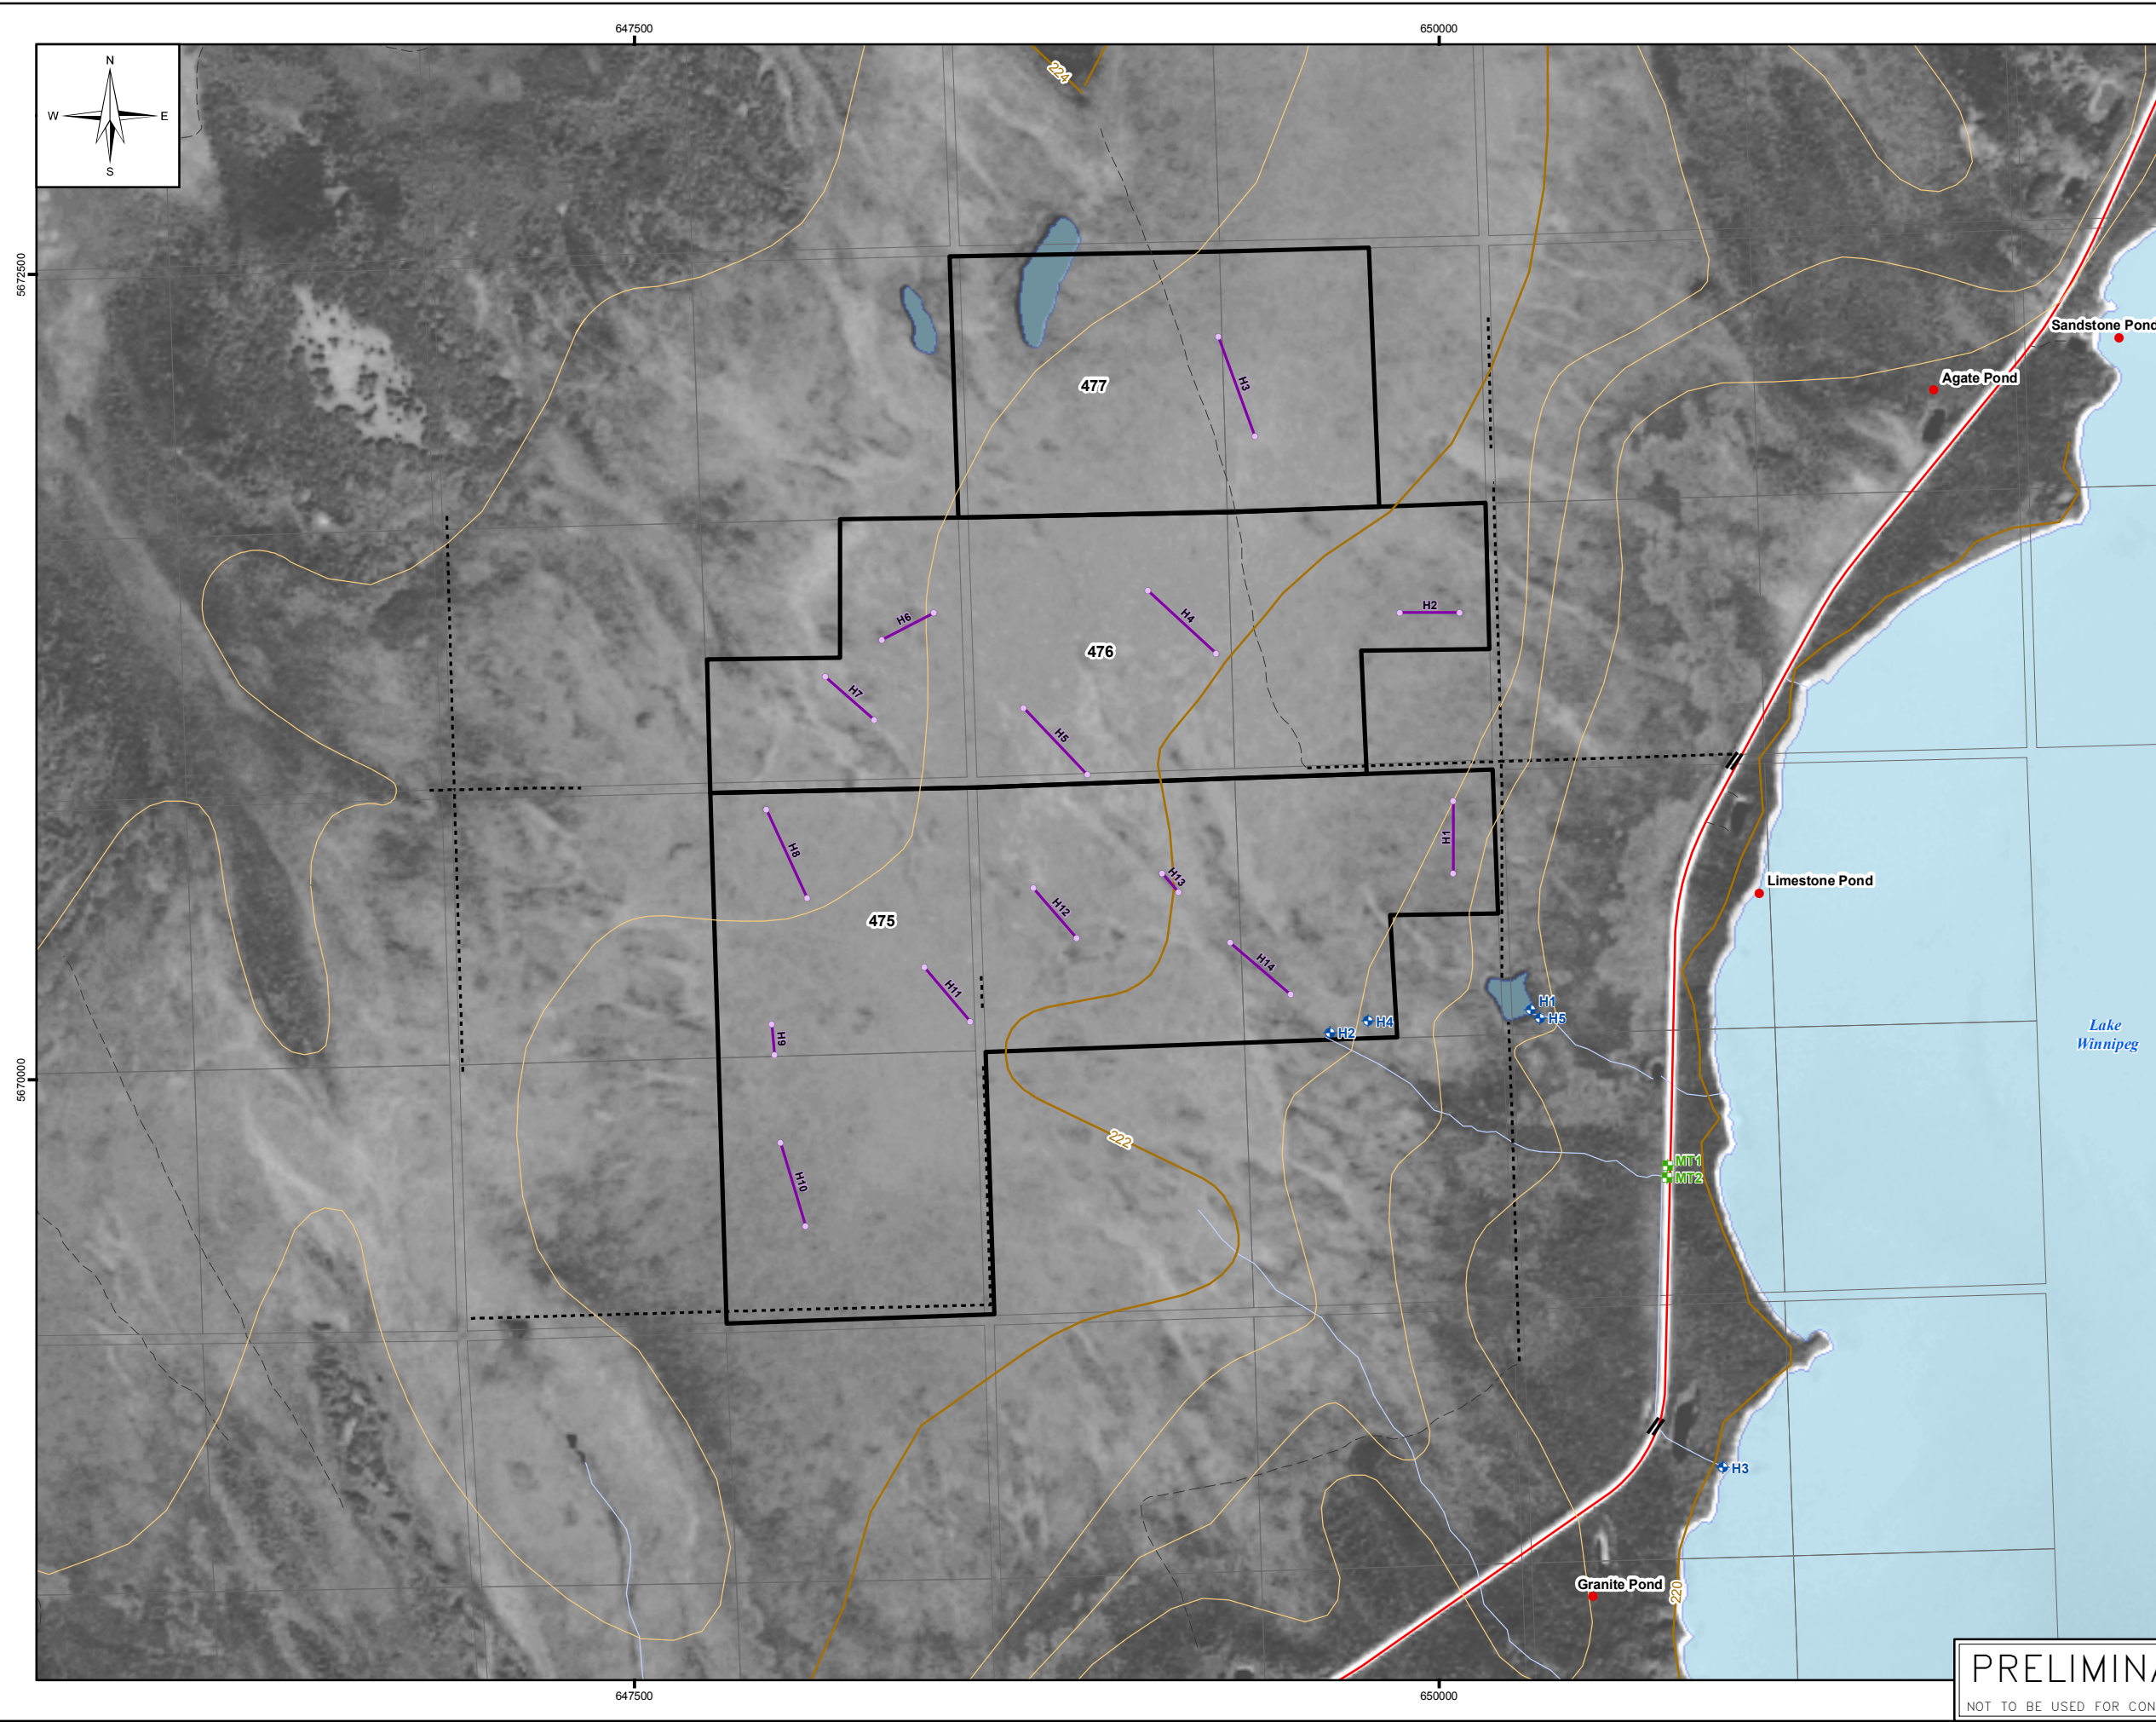 647500
650000
N
W E
S
224
5672500
Sandstone Pond
Agate Pond
477
H3
H6
H4
H2
476
H7
H5
H8
H1
Limestone Pond
H13
475
H12
H14
H11
H1
H5
H2
H4
H9
Lake
Winnipeg
5670000
222
MT1
MT2
H10
H3
Granite Pond
220
PRELIMINA
NOT TO BE USED FOR CON
647500
650000